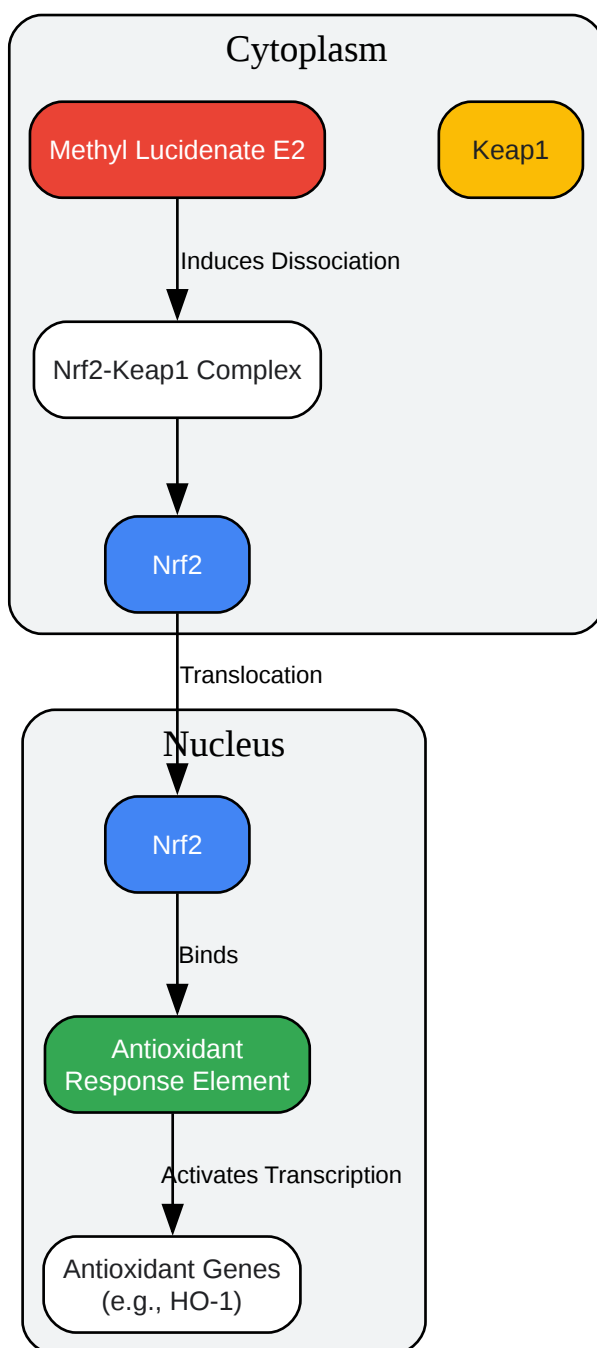 Cytoplasm
Methyl Lucidenate E2
Keap1
Induces Dissociation
Nrf2-Keap1 Complex
Nrf2
Translocation
Nucleus
Nrf2
Binds
Antioxidant
Response Element
Activates Transcription
Antioxidant Genes
(e.g., HO-1)